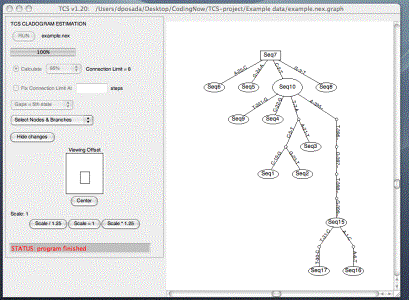 TCS v1.20: /Users/dposada/Desktop/CodingNow/TCS-project/Example data/example.nex.graph
TCS CLADOGRAM ESTIMATION
RUN example.nex
100%
Calculate 95% Connection Limit = 8
Fix Connection Limit At steps
Gaps = 5th state
Select Nodes & Branches
Hide changes
Viewing Offset
Center
Scale: 1
Scale / 1.25 Scale = 1 Scale * 1.25
STATUS: program finished
Seq7
Seq6 Seq5 Seq10 Seq8
Seq9 Seq4 Seq3
Seq1 Seq2
Seq15
Seq17 Seq16